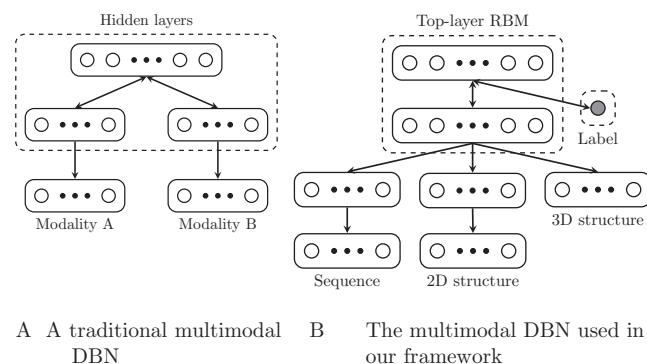 Hidden layers
Modality A
Modality B
Top-layer RBM
Label
3D structure
Sequence
2D structure
A A traditional multimodal
DBN
B The multimodal DBN used in
our framework